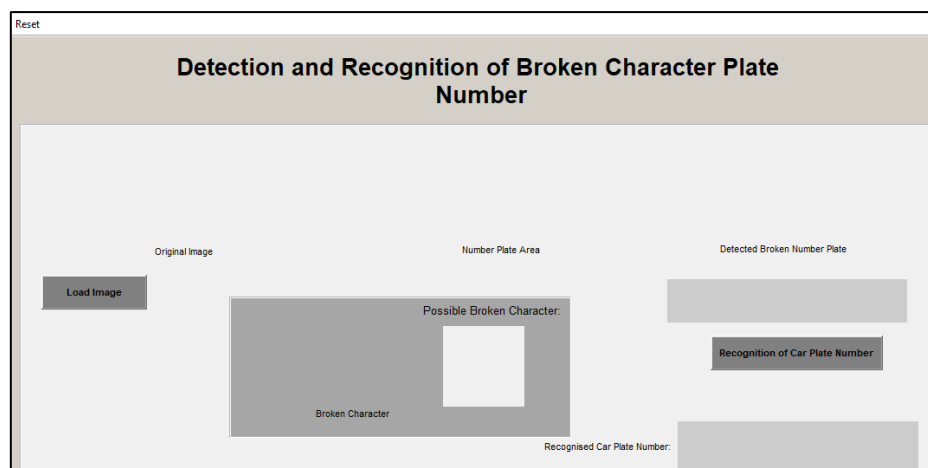 Reset
Detection and Recognition of Broken Character Plate
Number
Original Image
Number Plate Area
Detected Broken Number Plate
Load Image
Possible Broken Character:
Recognition of Car Plate Number
Broken Character
Recognised Car Plate Number: